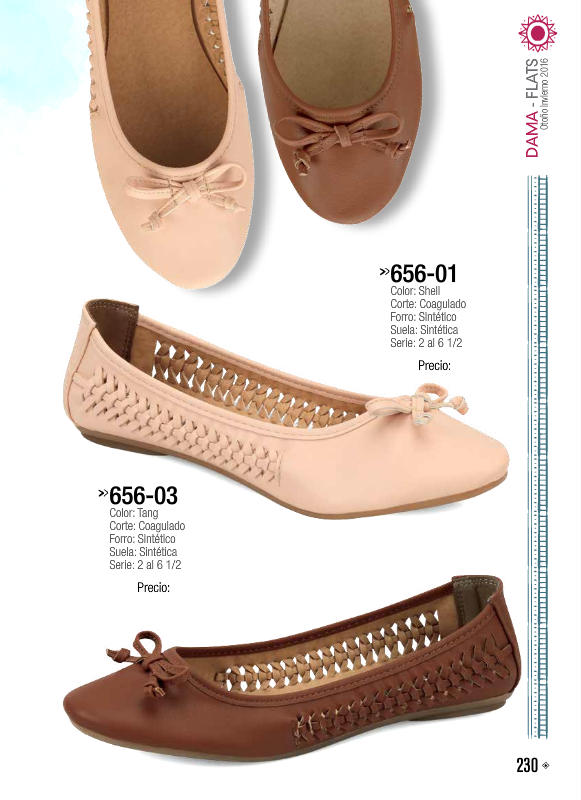 DAMA - FLATS
Otoño Invierno 2016
656-01
Color: Shell
Corte: Coagulado
Forro: Sintético
Suela: Sintética
Serie: 2 al 6 1/2
Precio:
656-03
Color: Tang
Corte: Coagulado
Forro: Sintético
Suela: Sintética
Serie: 2 al 6 1/2
Precio:
230